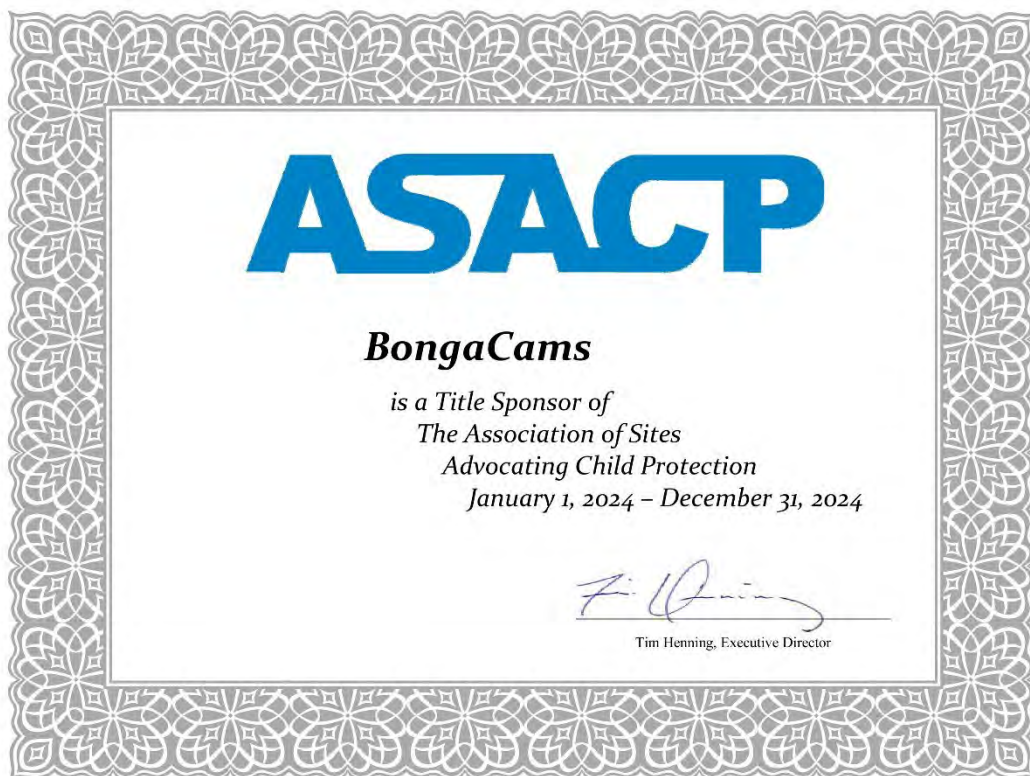 ASACP
BongaCams
is a Title Sponsor of
The Association of Sites
Advocating Child Protection
January 1, 2024 – December 31, 2024
Tim Henning, Executive Director